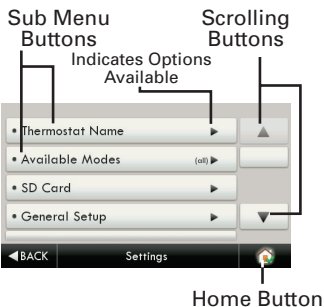 Sub Menu
Buttons
Scrolling
Buttons
Indicates Options
Available
• Thermostat Name
• Available Modes (all)
• SD Card
• General Setup
BACK Settings
Home Button